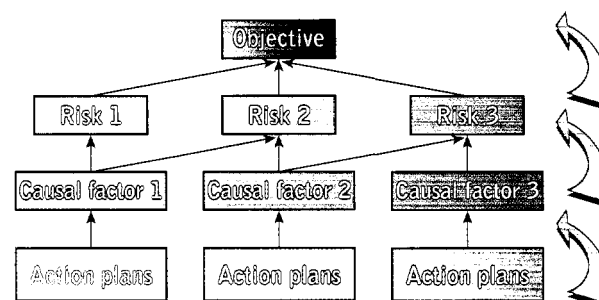 Objective
Risk 1
Risk 2
Risk 3
Causal factor 1
Causal factor 2
Causal factor 3
Action plans
Action plans
Action plans